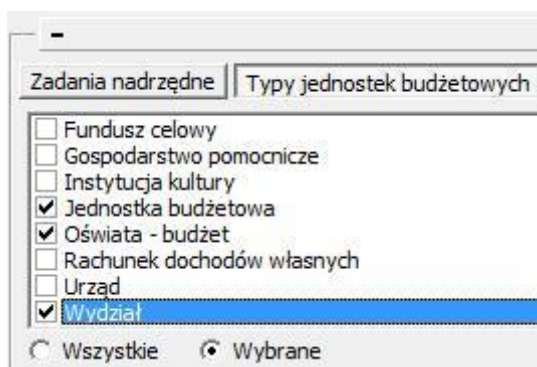 -
Zadania nadrzędne Typy jednostek budżetowych
Fundusz celowy
Gospodarstwo pomocnicze
Instytucja kultury
Jednostka budżetowa
Oświata - budżet
Rachunek dochodów własnych
Urząd
Wydział
Wszystkie Wybrane